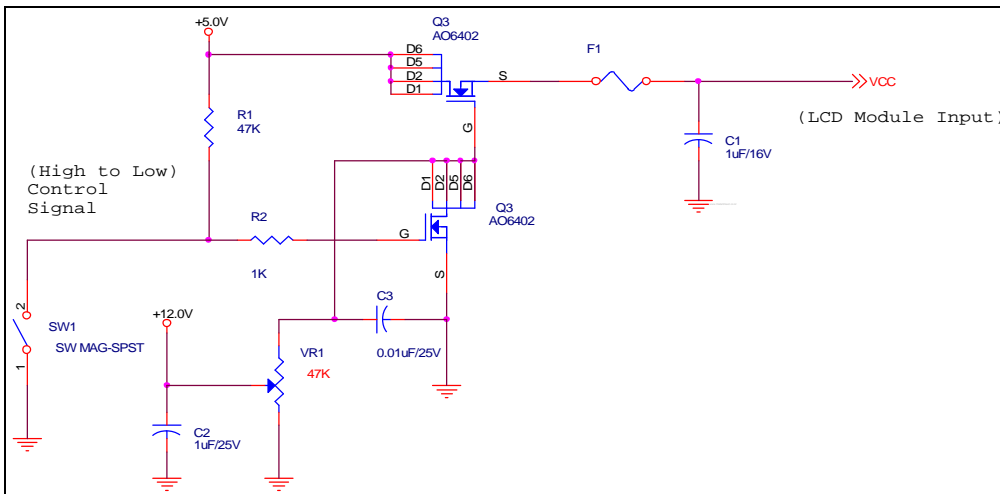 +5.0V
Q3
AO6402
D6
D5
D2
D1
S
G
F1
VCC
(LCD Module Input)
R1
47K
C1
1uF/16V
(High to Low)
Control
Signal
D1
D2
D5
D6
Q3
AO6402
R2
1K
G
S
2
SW1
SW MAG-SPST
1
+12.0V
C3
0.01uF/25V
VR1
47K
C2
1uF/25V